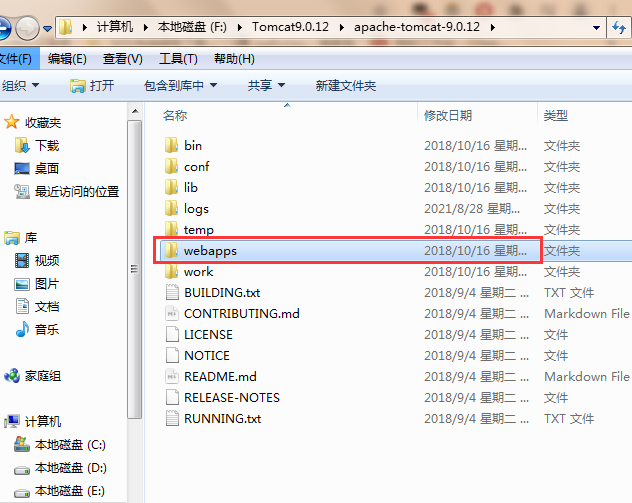 计算机 本地磁盘 (F:) Tomcat9.0.12 apache-tomcat-9.0.12
文件(F) 编辑(E) 查看(V) 工具(T) 帮助(H)
组织 打开 包含到库中 共享 新建文件夹
收藏夹
下载
桌面
最近访问的位置
库
视频
图片
文档
音乐
家庭组
计算机
本地磁盘 (C:)
本地磁盘 (D:)
本地磁盘 (E:)
名称 修改日期 类型
bin 2018/10/16 星期... 文件夹
conf 2018/10/16 星期... 文件夹
lib 2018/10/16 星期... 文件夹
logs 2021/8/28 星期... 文件夹
temp 2018/10/16 星期... 文件夹
webapps 2018/10/16 星期... 文件夹
work 2018/10/16 星期... 文件夹
BUILDING.txt 2018/9/4 星期二 ... TXT 文件
CONTRIBUTING.md 2018/9/4 星期二 ... Markdown File
LICENSE 2018/9/4 星期二 ... 文件
NOTICE 2018/9/4 星期二 ... 文件
README.md 2018/9/4 星期二 ... Markdown File
RELEASE-NOTES 2018/9/4 星期二 ... 文件
RUNNING.txt 2018/9/4 星期二 ... TXT 文件